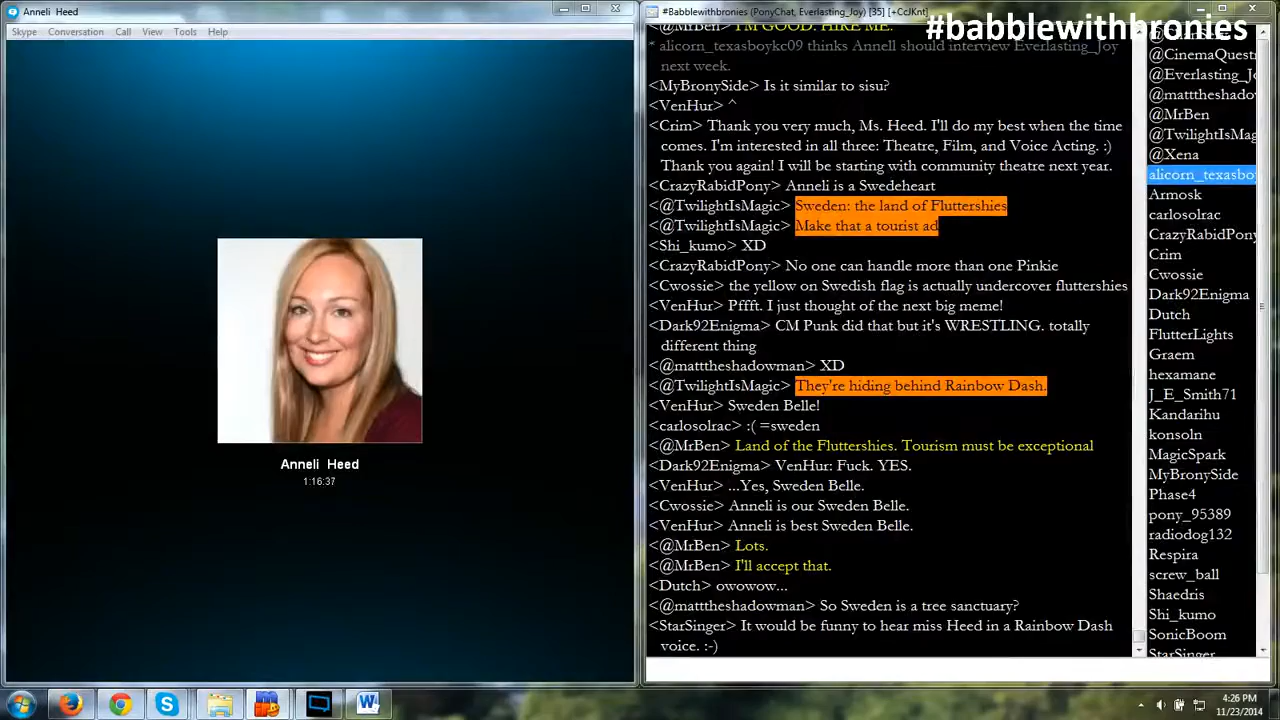 Anneli Heed
Skype Conversation Call View Tools Help
Anneli Heed
1:16:37
#Babblewithbronies (PonyChat, Everlasting_Joy) [35] [+CcJKnt]
#babblewithbronies
<@MrBen> I'M GOOD. HIRE ME.
* alicorn_texasboykc09 thinks Annell should interview Everlasting_Joy
next week.
<MyBronySide> Is it similar to sisu?
<VenHur> ^
<Crim> Thank you very much, Ms. Heed. I'll do my best when the time
comes. I'm interested in all three: Theatre, Film, and Voice Acting. :)
Thank you again! I will be starting with community theatre next year.
<CrazyRabidPony> Anneli is a Swedeheart
<@TwilightIsMagic> Sweden: the land of Fluttershies
<@TwilightIsMagic> Make that a tourist ad
<Shi_kumo> XD
<CrazyRabidPony> No one can handle more than one Pinkie
<Cwossie> the yellow on Swedish flag is actually undercover fluttershies
<VenHur> Pffft. I just thought of the next big meme!
<Dark92Enigma> CM Punk did that but it's WRESTLING. totally
different thing
<@matttheshadowman> XD
<@TwilightIsMagic> They're hiding behind Rainbow Dash.
<VenHur> Sweden Belle!
<carlosolrac> :( =sweden
<@MrBen> Land of the Fluttershies. Tourism must be exceptional
<Dark92Enigma> VenHur: Fuck. YES.
<VenHur> ...Yes, Sweden Belle.
<Cwossie> Anneli is our Sweden Belle.
<VenHur> Anneli is best Sweden Belle.
<@MrBen> Lots.
<@MrBen> I'll accept that.
<Dutch> owowow...
<@matttheshadowman> So Sweden is a tree sanctuary?
<StarSinger> It would be funny to hear miss Heed in a Rainbow Dash
voice. :-)
@CinemaQuest
@Everlasting_Jo
@matttheshadow
@MrBen
@TwilightIsMag
@Xena
alicorn_texasboy
Armosk
carlosolrac
CrazyRabidPony
Crim
Cwossie
Dark92Enigma
Dutch
FlutterLights
Graem
hexamane
J_E_Smith71
Kandarihu
konsoln
MagicSpark
MyBronySide
Phase4
pony_95389
radiodog132
Respira
screw_ball
Shaedris
Shi_kumo
SonicBoom
StarSinger
4:26 PM
11/23/2014